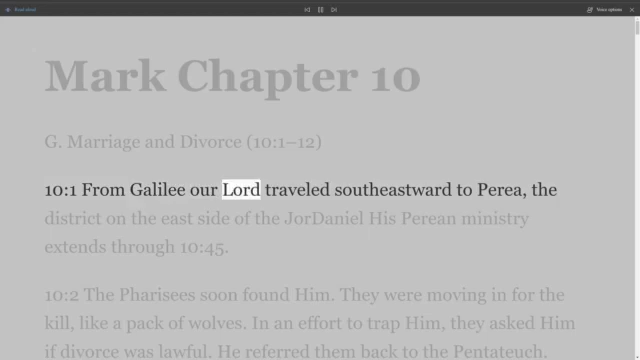 Read aloud
Voice options
Mark Chapter 10
G. Marriage and Divorce (10:1–12)
10:1 From Galilee our Lord traveled southeastward to Perea, the
district on the east side of the JorDaniel His Perean ministry
extends through 10:45.
10:2 The Pharisees soon found Him. They were moving in for the
kill, like a pack of wolves. In an effort to trap Him, they asked Him
if divorce was lawful. He referred them back to the Pentateuch.